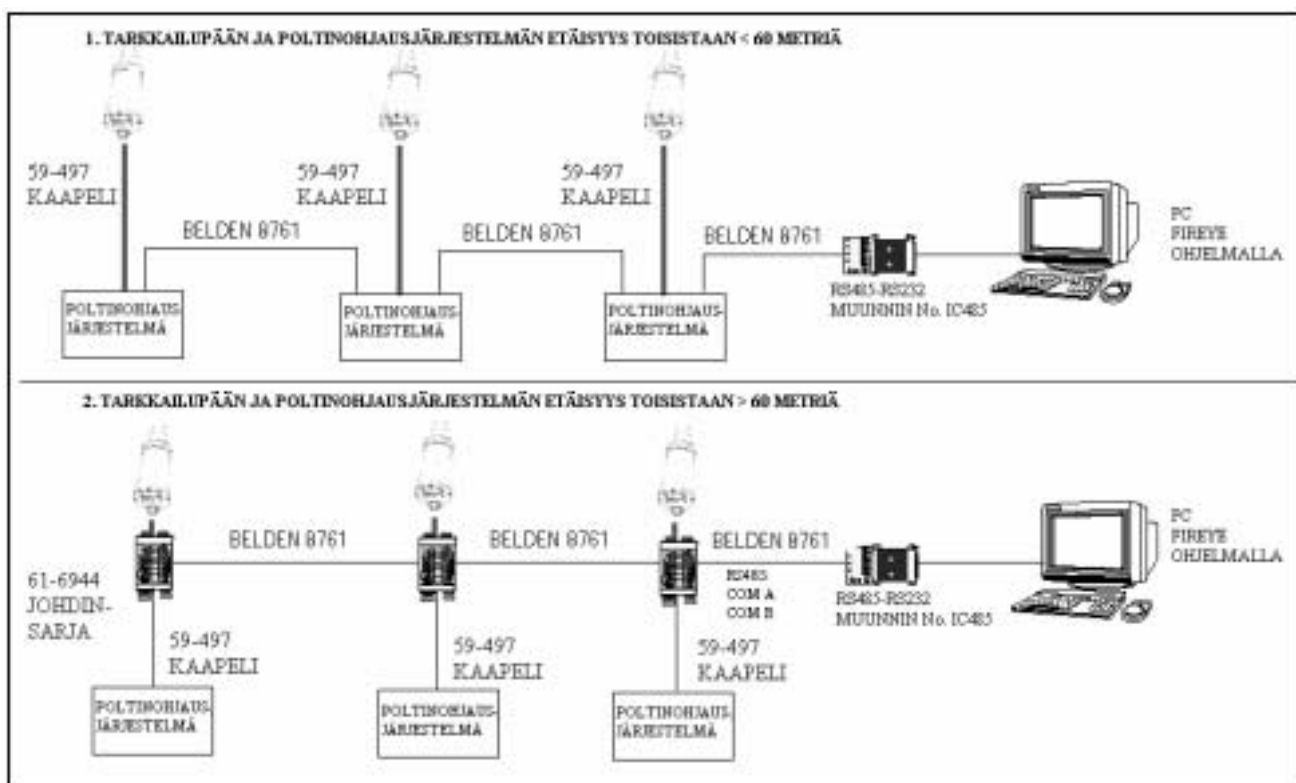 1. TARKKAILUPÄÄN JA POLTINOHJAUSJÄRJESTELMÄN ETÄISYYS TOISISTAAN < 60 METRIÄ
59-497
KAAPELI
59-497
KAAPELI
59-497
KAAPELI
BELDEN 8761
BELDEN 8761
BELDEN 8761
PC
FIREYE
OHJELMALLA
POLTINOHJAUS-
JÄRJESTELMÄ
POLTINOHJAUS-
JÄRJESTELMÄ
POLTINOHJAUS-
JÄRJESTELMÄ
RS485-RS232
MUUNNIN No. IC485
2. TARKKAILUPÄÄN JA POLTINOHJAUSJÄRJESTELMÄN ETÄISYYS TOISISTAAN > 60 METRIÄ
BELDEN 8761
BELDEN 8761
BELDEN 8761
PC
FIREYE
OHJELMALLA
61-6944
JOHDIN-
SARJA
RS485
COM A
COM B
RS485-RS232
MUUNNIN No. IC485
59-497
KAAPELI
59-497
KAAPELI
59-497
KAAPELI
POLTINOHJAUS-
JÄRJESTELMÄ
POLTINOHJAUS-
JÄRJESTELMÄ
POLTINOHJAUS-
JÄRJESTELMÄ